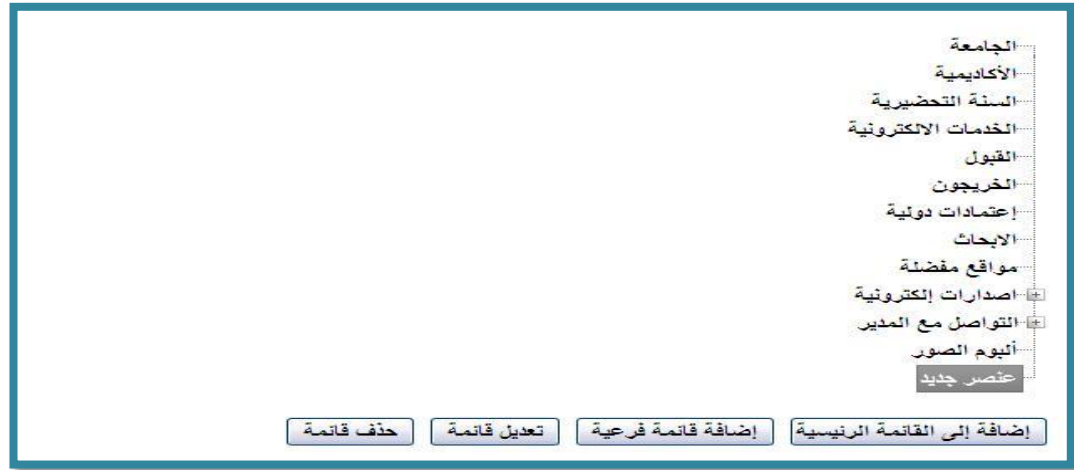 الجامعة
الأكاديمية
السنة التحضيرية
الخدمات الالكترونية
القبول
الخريجون
إعتمادات دولية
الابحاث
مواقع مفضلة
اصدارات إلكترونية
التواصل مع المدير
ألبوم الصور
عنصر جديد
إضافة إلى القائمة الرئيسية إضافة قائمة فرعية تعديل قائمة حذف قائمة